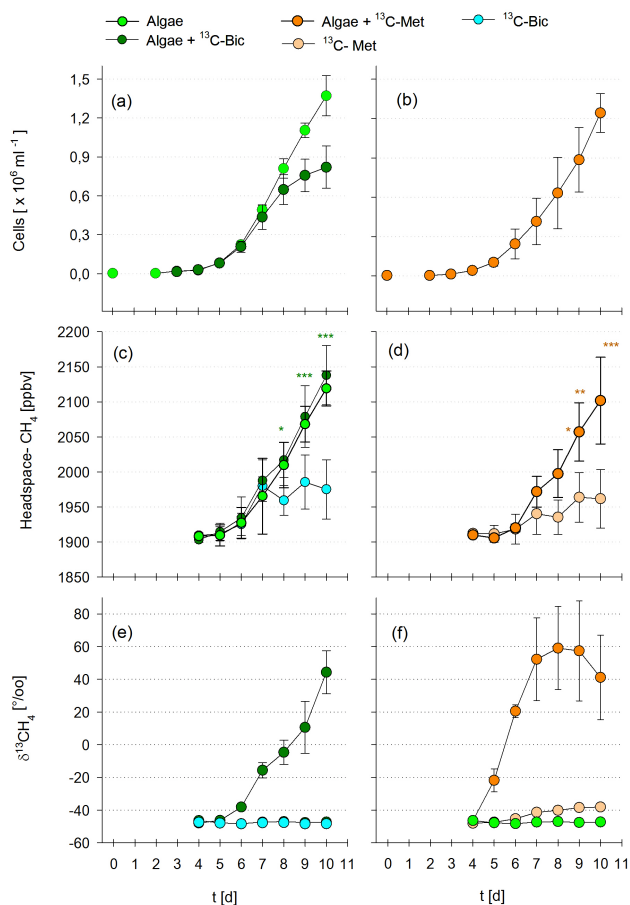 Algae Algae + ¹³C-Met ¹³C-Bic
Algae + ¹³C-Bic ¹³C- Met
(a) (b)
Cells [ x 10⁶ ml ⁻¹]
1,5
1,2
0,9
0,6
0,3
0,0
(c) (d)
Headspace- CH₄ [ppbv]
2200
2150
2100
2050
2000
1950
1900
1850
* *** ***
* ** ***
(e) (f)
δ¹³CH₄ [°/oo]
80
60
40
20
0
-20
-40
-60
0 1 2 3 4 5 6 7 8 9 10 11 0 1 2 3 4 5 6 7 8 9 10 11
t [d] t [d]